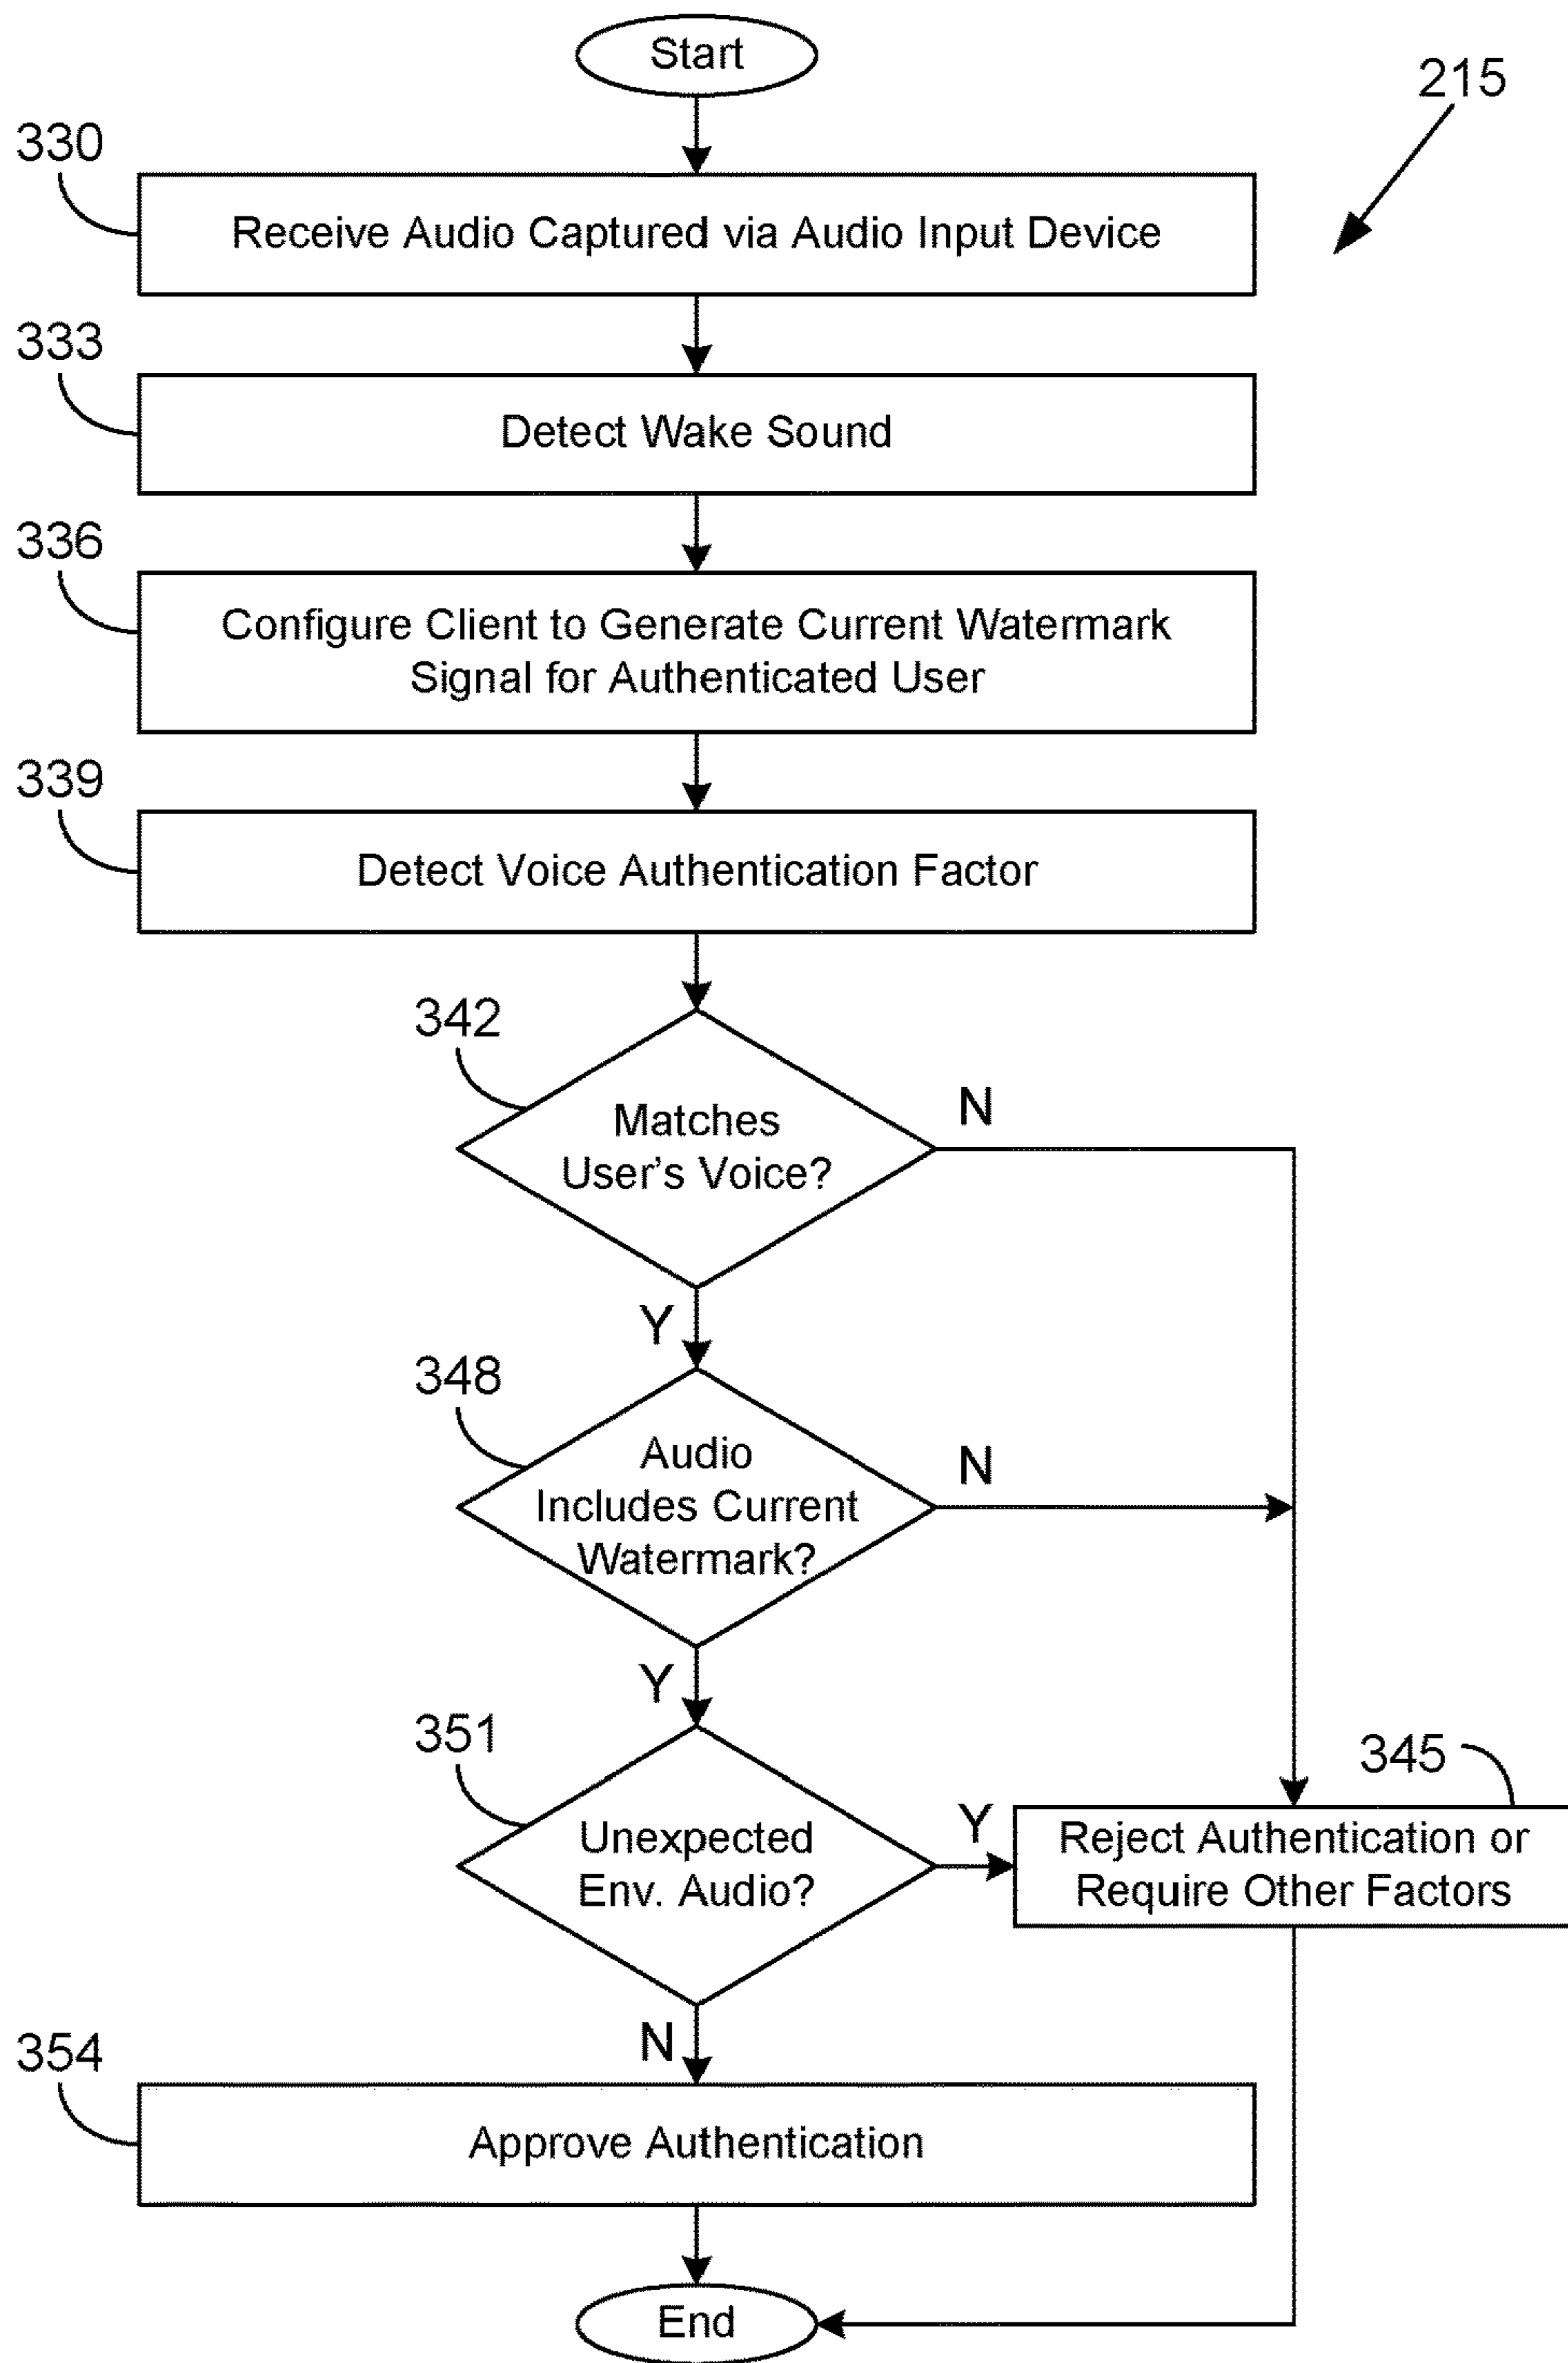 Start
215
330
Receive Audio Captured via Audio Input Device
333
Detect Wake Sound
336
Configure Client to Generate Current Watermark
Signal for Authenticated User
339
Detect Voice Authentication Factor
342
Matches
User's Voice?
N
Y
348
Audio
Includes Current
Watermark?
N
Y
351
Unexpected
Env. Audio?
Y
345
Reject Authentication or
Require Other Factors
N
354
Approve Authentication
End